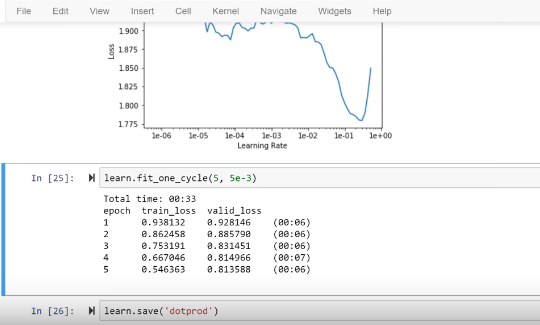 File Edit View Insert Cell Kernel Navigate Widgets Help
1.900
1.875
1.850
1.825
1.800
1.775
Loss
1e-06 1e-05 1e-04 1e-03 1e-02 1e-01 1e+00
Learning Rate
In [25]: learn.fit_one_cycle(5, 5e-3)
Total time: 00:33
epoch train_loss valid_loss
1 0.938132 0.928146 (00:06)
2 0.862458 0.885790 (00:06)
3 0.753191 0.831451 (00:06)
4 0.667046 0.814966 (00:07)
5 0.546363 0.813588 (00:06)
In [26]: learn.save('dotprod')